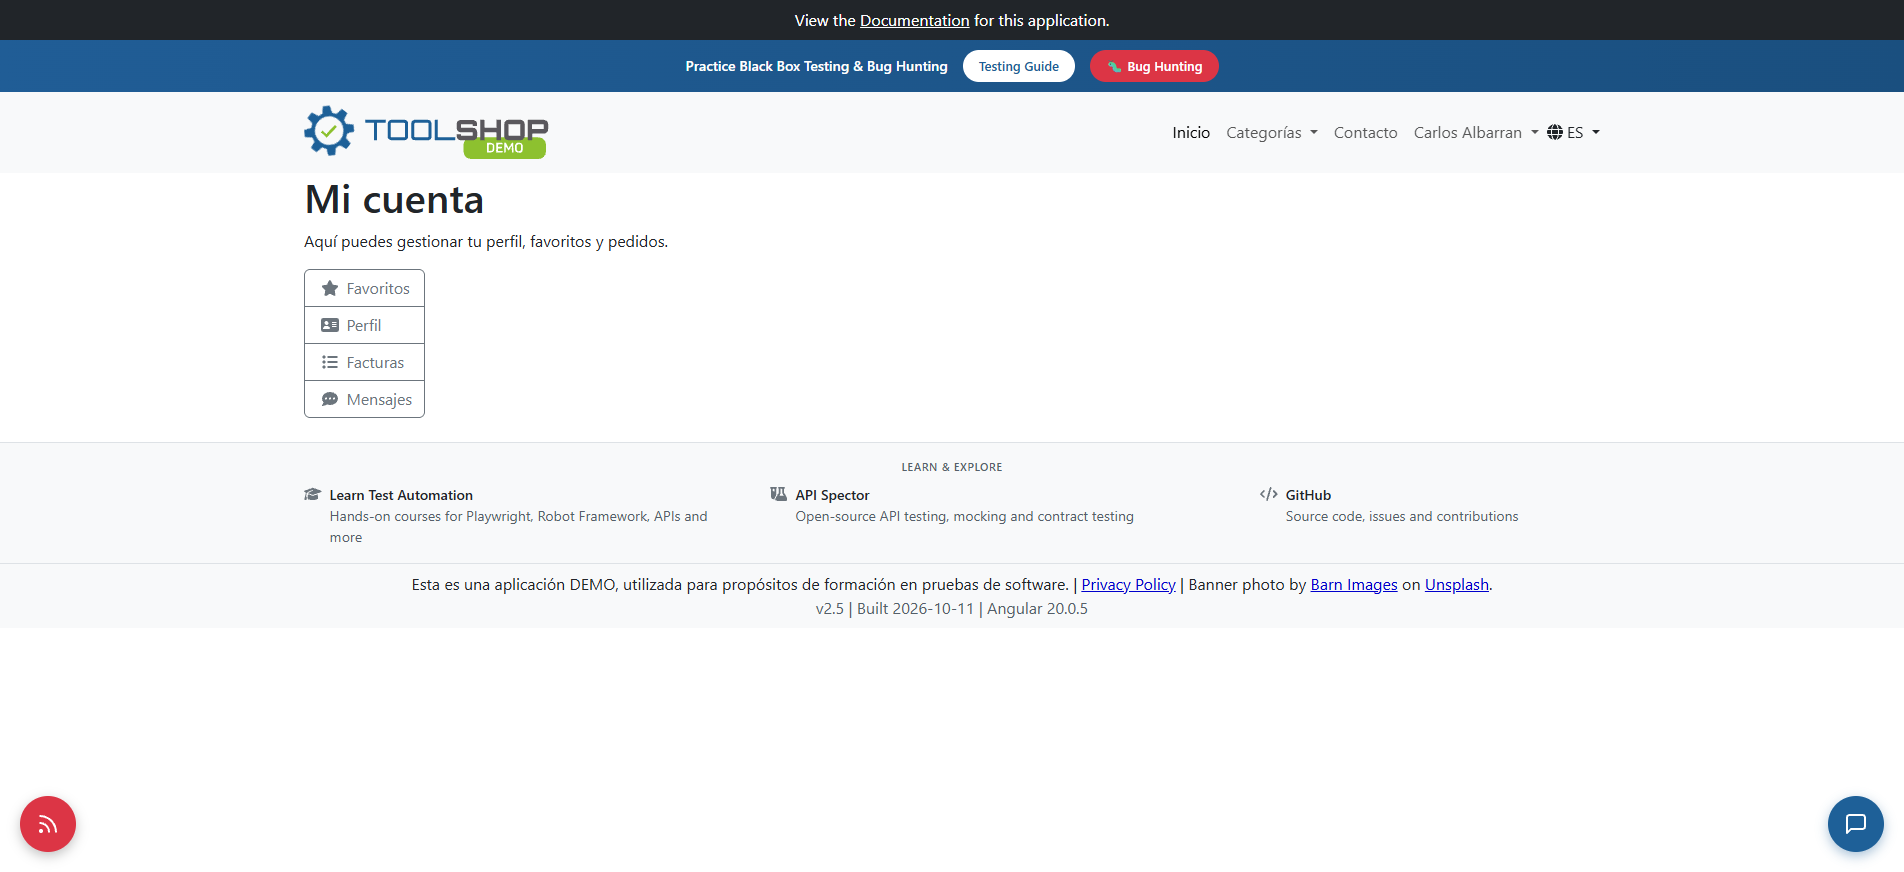 View the Documentation for this application.
Practice Black Box Testing & Bug Hunting
Testing Guide
Bug Hunting
TOOLSHOP
DEMO
Inicio
Categorías
Contacto
Carlos Albarran
ES
Mi cuenta
Aquí puedes gestionar tu perfil, favoritos y pedidos.
Favoritos
Perfil
Facturas
Mensajes
LEARN & EXPLORE
Learn Test Automation
Hands-on courses for Playwright, Robot Framework, APIs and
more
API Spector
Open-source API testing, mocking and contract testing
GitHub
Source code, issues and contributions
Esta es una aplicación DEMO, utilizada para propósitos de formación en pruebas de software. | Privacy Policy | Banner photo by Barn Images on Unsplash.
v2.5 | Built 2026-10-11 | Angular 20.0.5